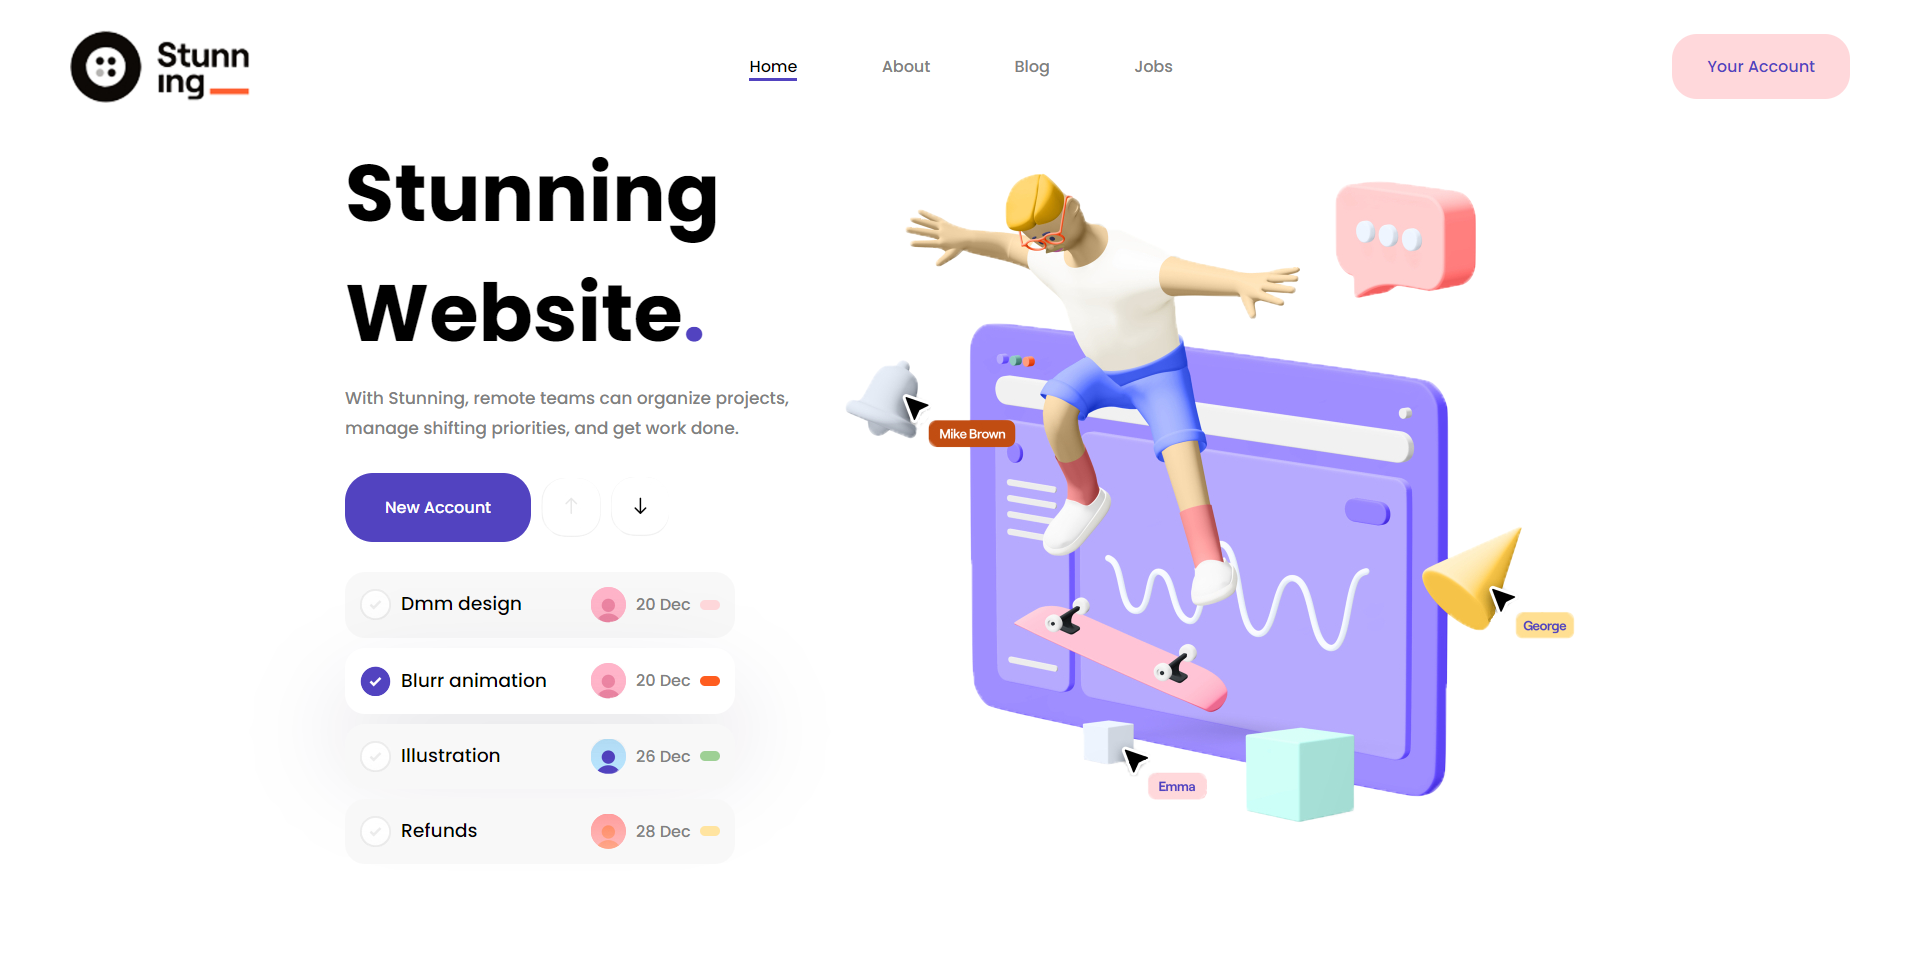 Stunn
ing
Home
About
Blog
Jobs
Your Account
Stunning
Website.
With Stunning, remote teams can organize projects,
manage shifting priorities, and get work done.
New Account
Dmm design
20 Dec
Blurr animation
20 Dec
Illustration
26 Dec
Refunds
28 Dec
Mike Brown
George
Emma